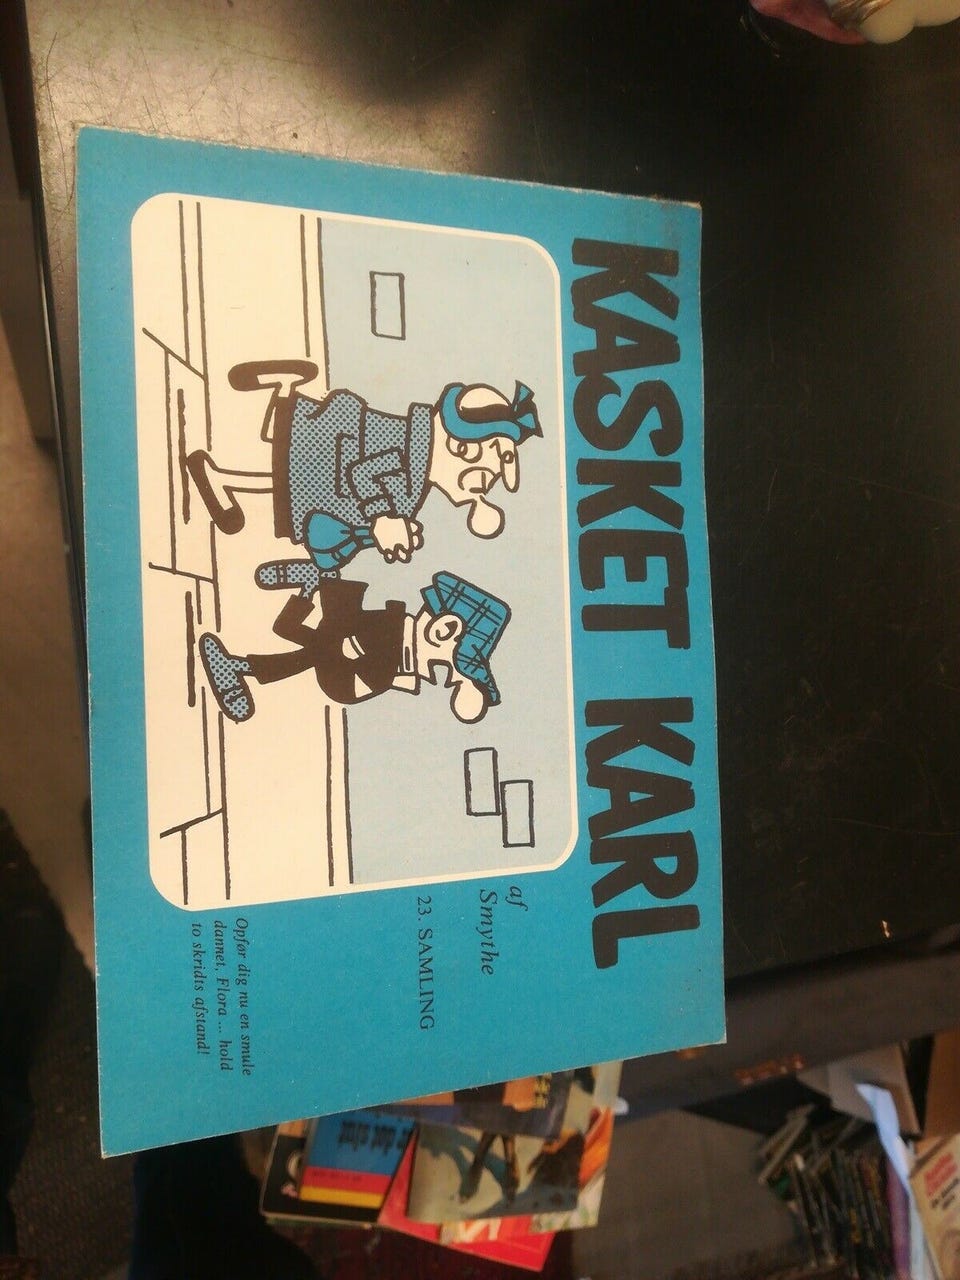 KASKET KARL
af
Smythe
23. SAMLING
Opfør dig nu en smule
dannet, Flora ... hold
to skridts afstand!